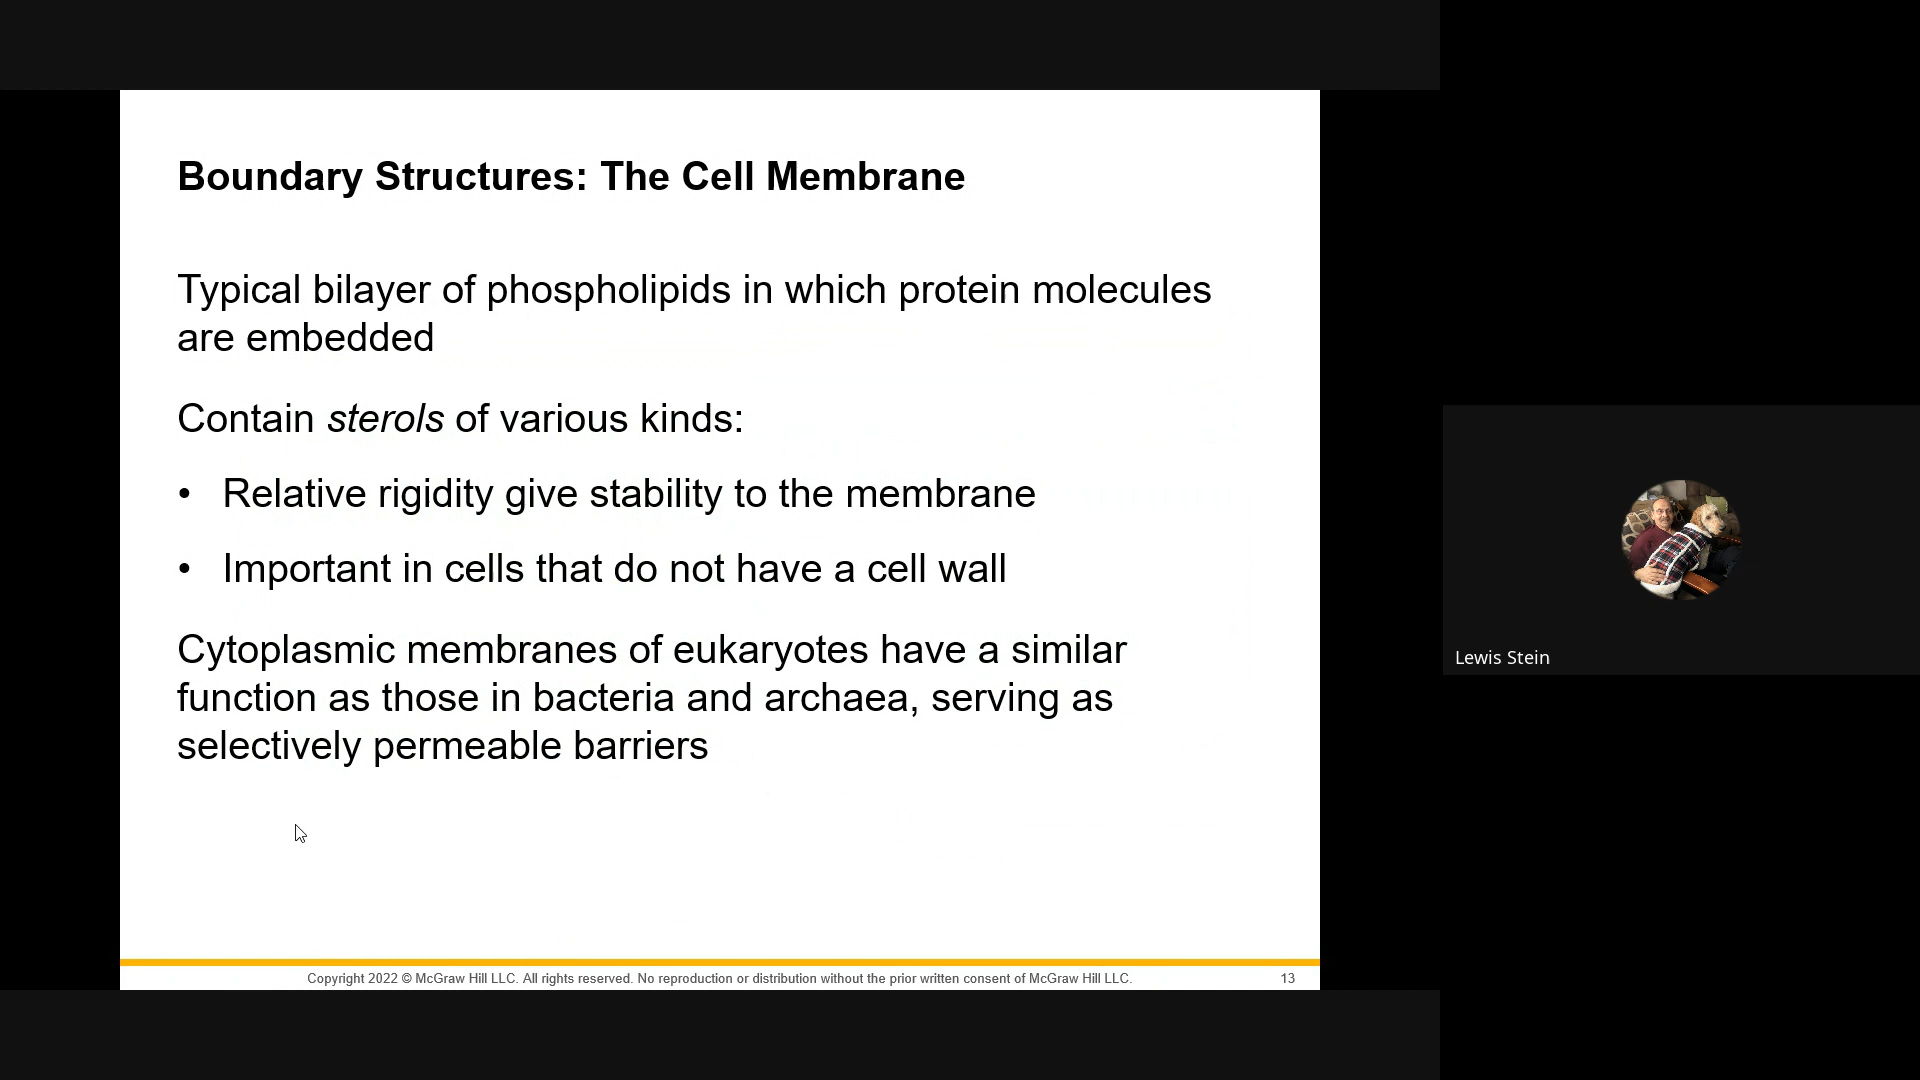 Boundary Structures: The Cell Membrane
Typical bilayer of phospholipids in which protein molecules
are embedded
Contain sterols of various kinds:
• Relative rigidity give stability to the membrane
• Important in cells that do not have a cell wall
Cytoplasmic membranes of eukaryotes have a similar
function as those in bacteria and archaea, serving as
selectively permeable barriers
Copyright 2022 © McGraw Hill LLC. All rights reserved. No reproduction or distribution without the prior written consent of McGraw Hill LLC.
13
Lewis Stein